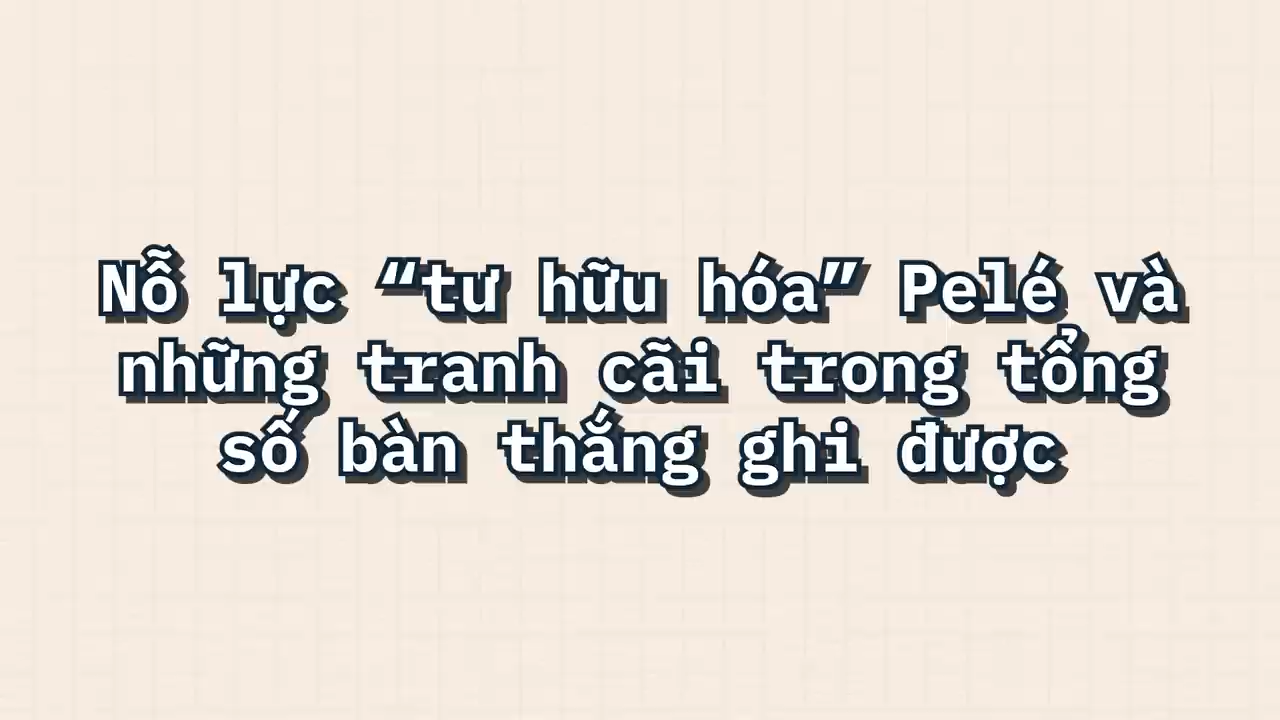 Nỗ lực “tư hữu hóa” Pelé và
những tranh cãi trong tổng
số bàn thắng ghi được